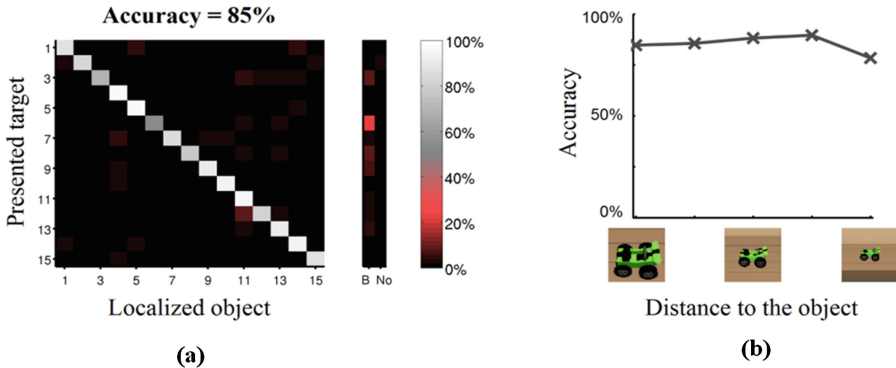 Accuracy = 85%
Presented target
1
3
5
7
9
11
13
15
1 3 5 7 9 11 13 15
B No
Localized object
100%
80%
60%
40%
20%
0%
(a)
100%
50%
0%
Accuracy
Distance to the object
(b)